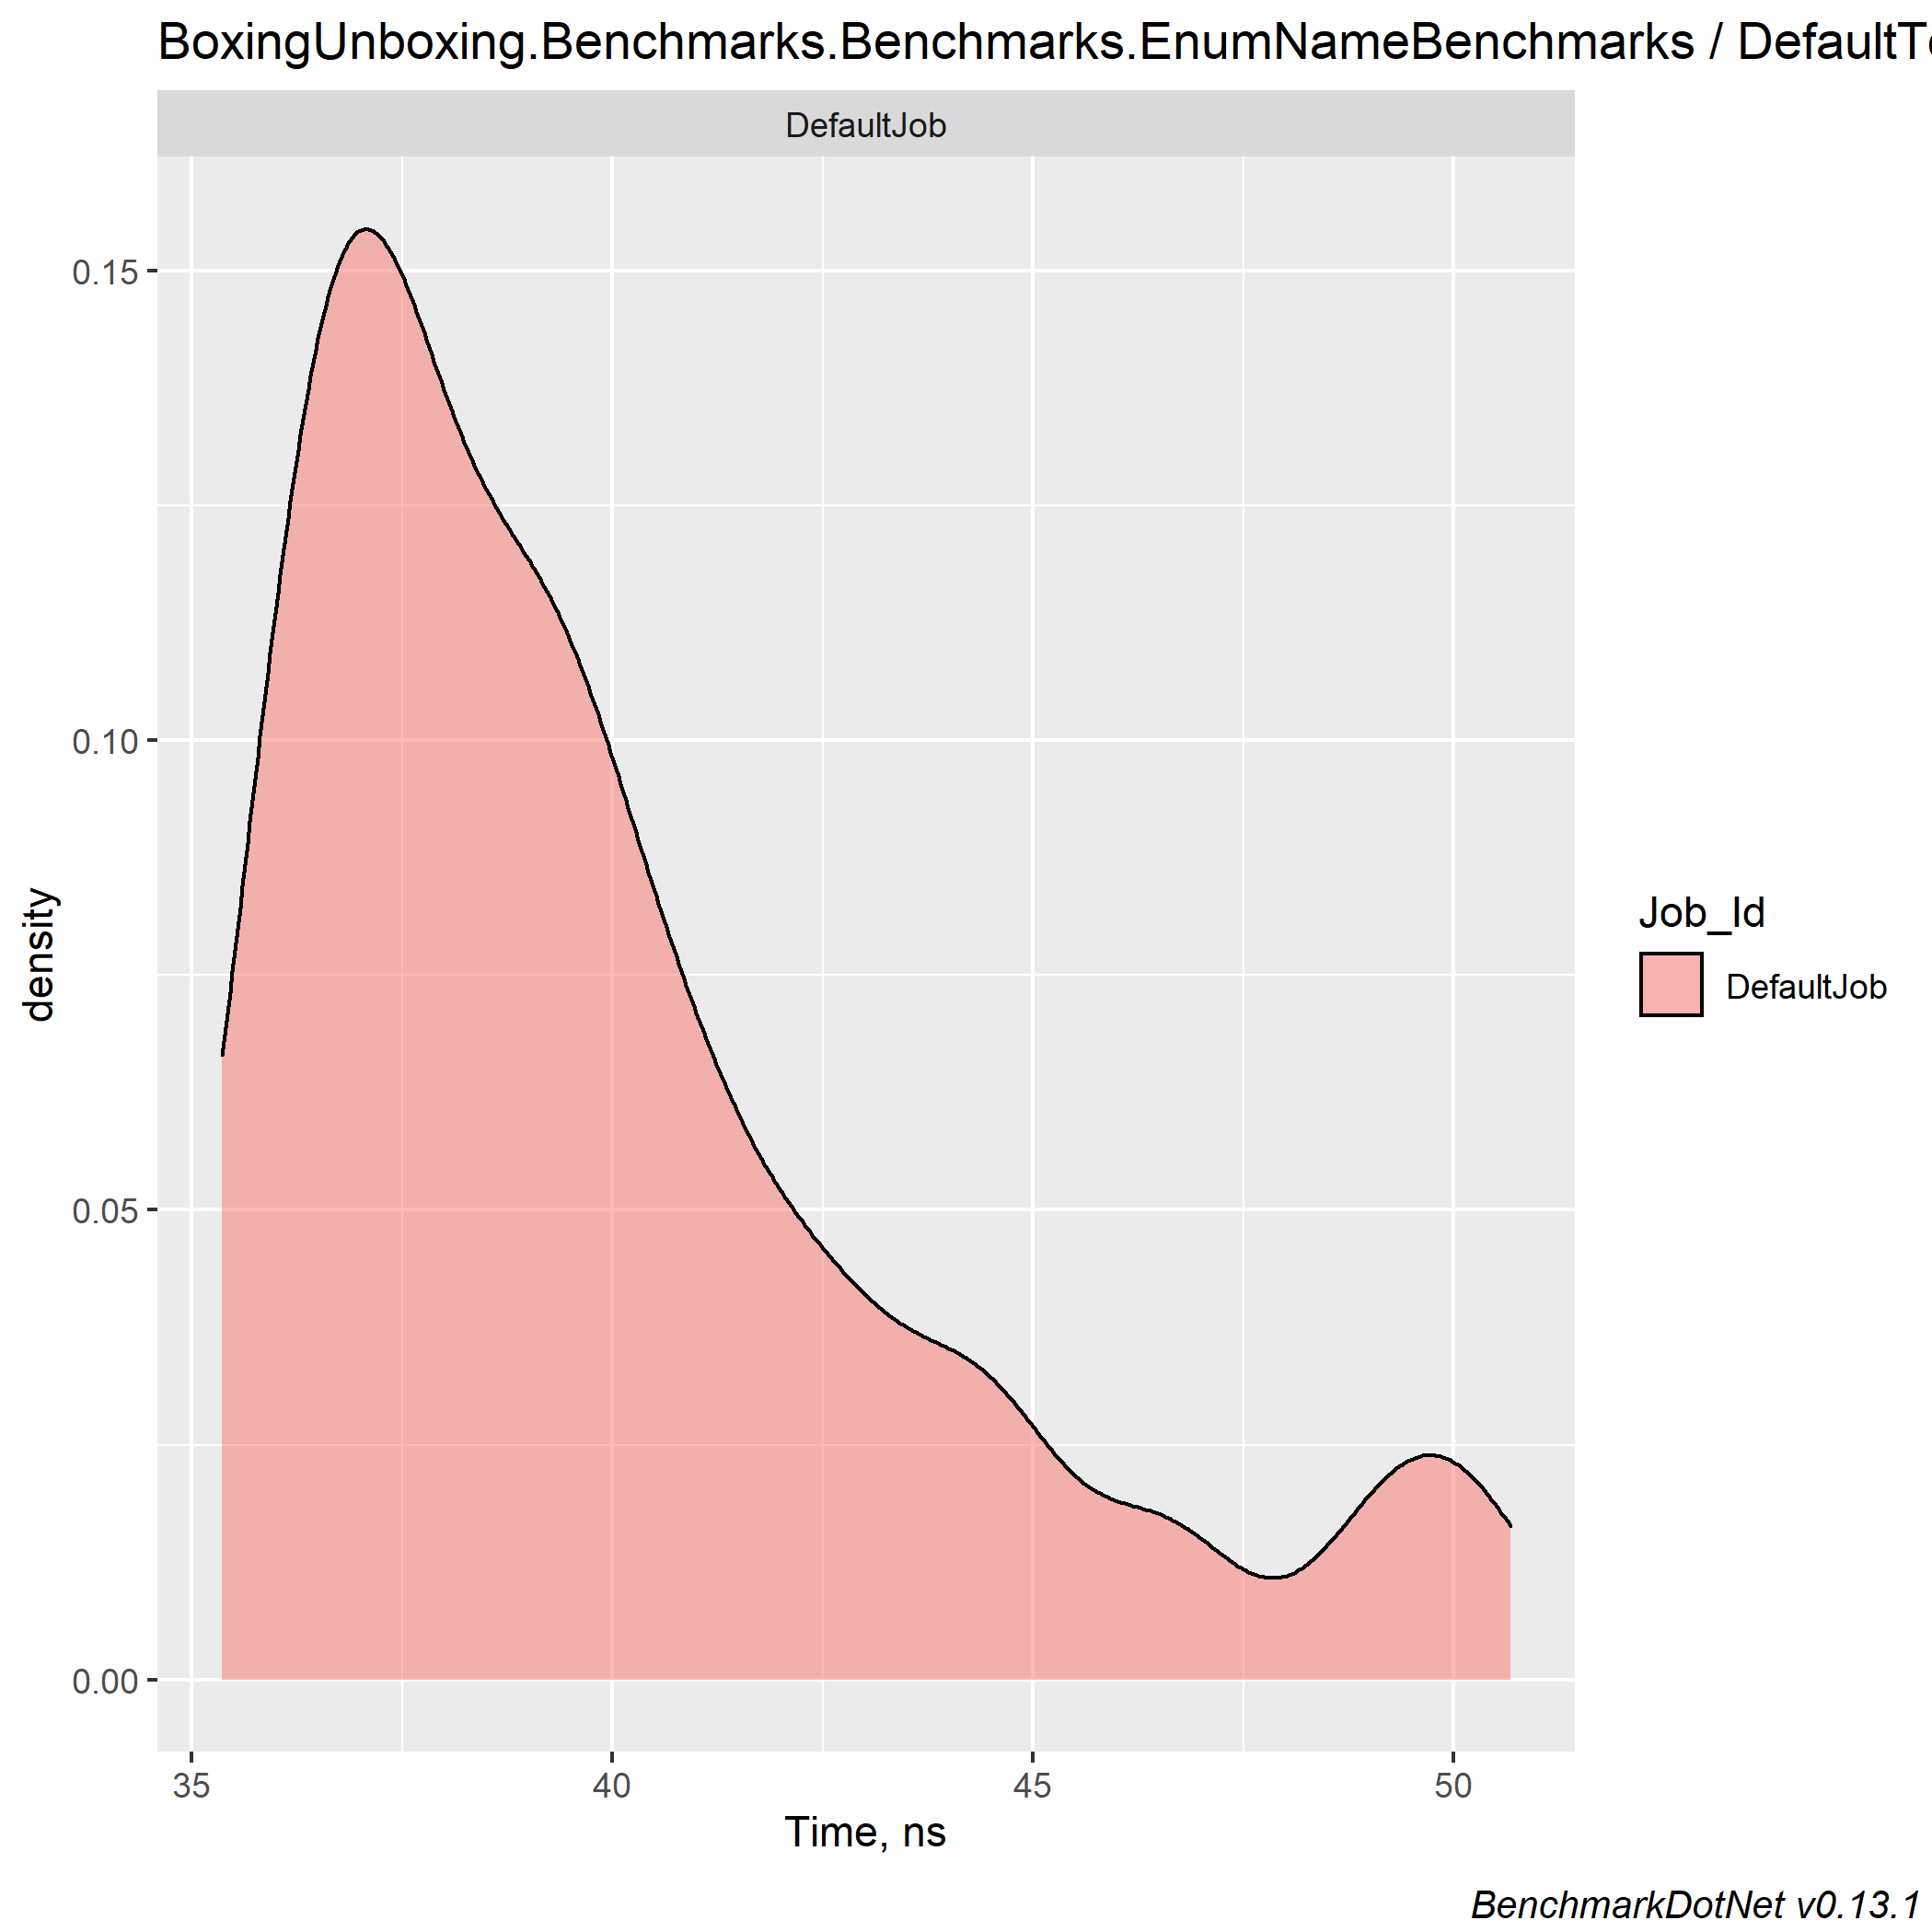 BoxingUnboxing.Benchmarks.Benchmarks.EnumNameBenchmarks / DefaultTo
DefaultJob
0.15
0.10
0.05
0.00
density
35 40 45 50
Time, ns
Job_Id
DefaultJob
BenchmarkDotNet v0.13.1